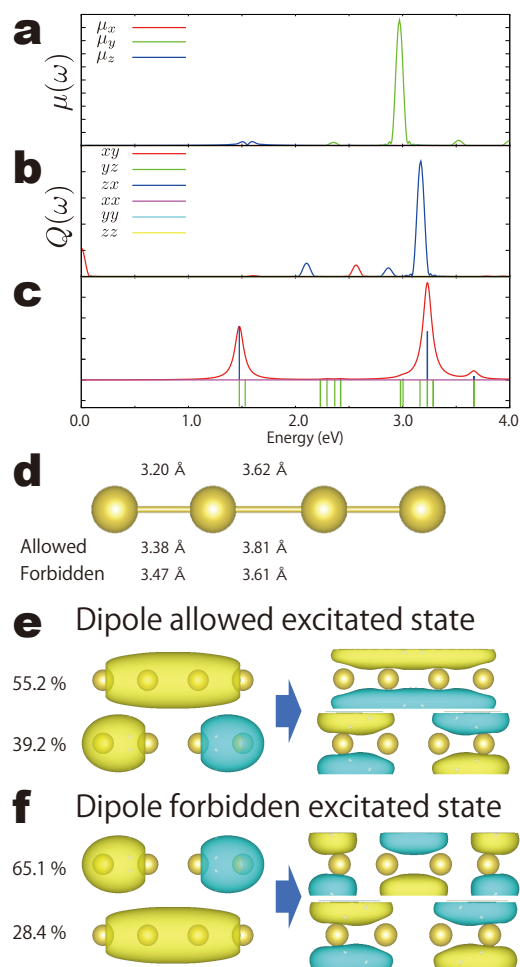 a
μ(ω)
μx
μy
μz
b
Q(ω)
xy
yz
zx
xx
yy
zz
c
0.0 1.0 2.0 3.0 4.0
Energy (eV)
d
3.20 Å 3.62 Å
Allowed 3.38 Å 3.81 Å
Forbidden 3.47 Å 3.61 Å
e Dipole allowed excitated state
55.2 %
39.2 %
f Dipole forbidden excitated state
65.1 %
28.4 %